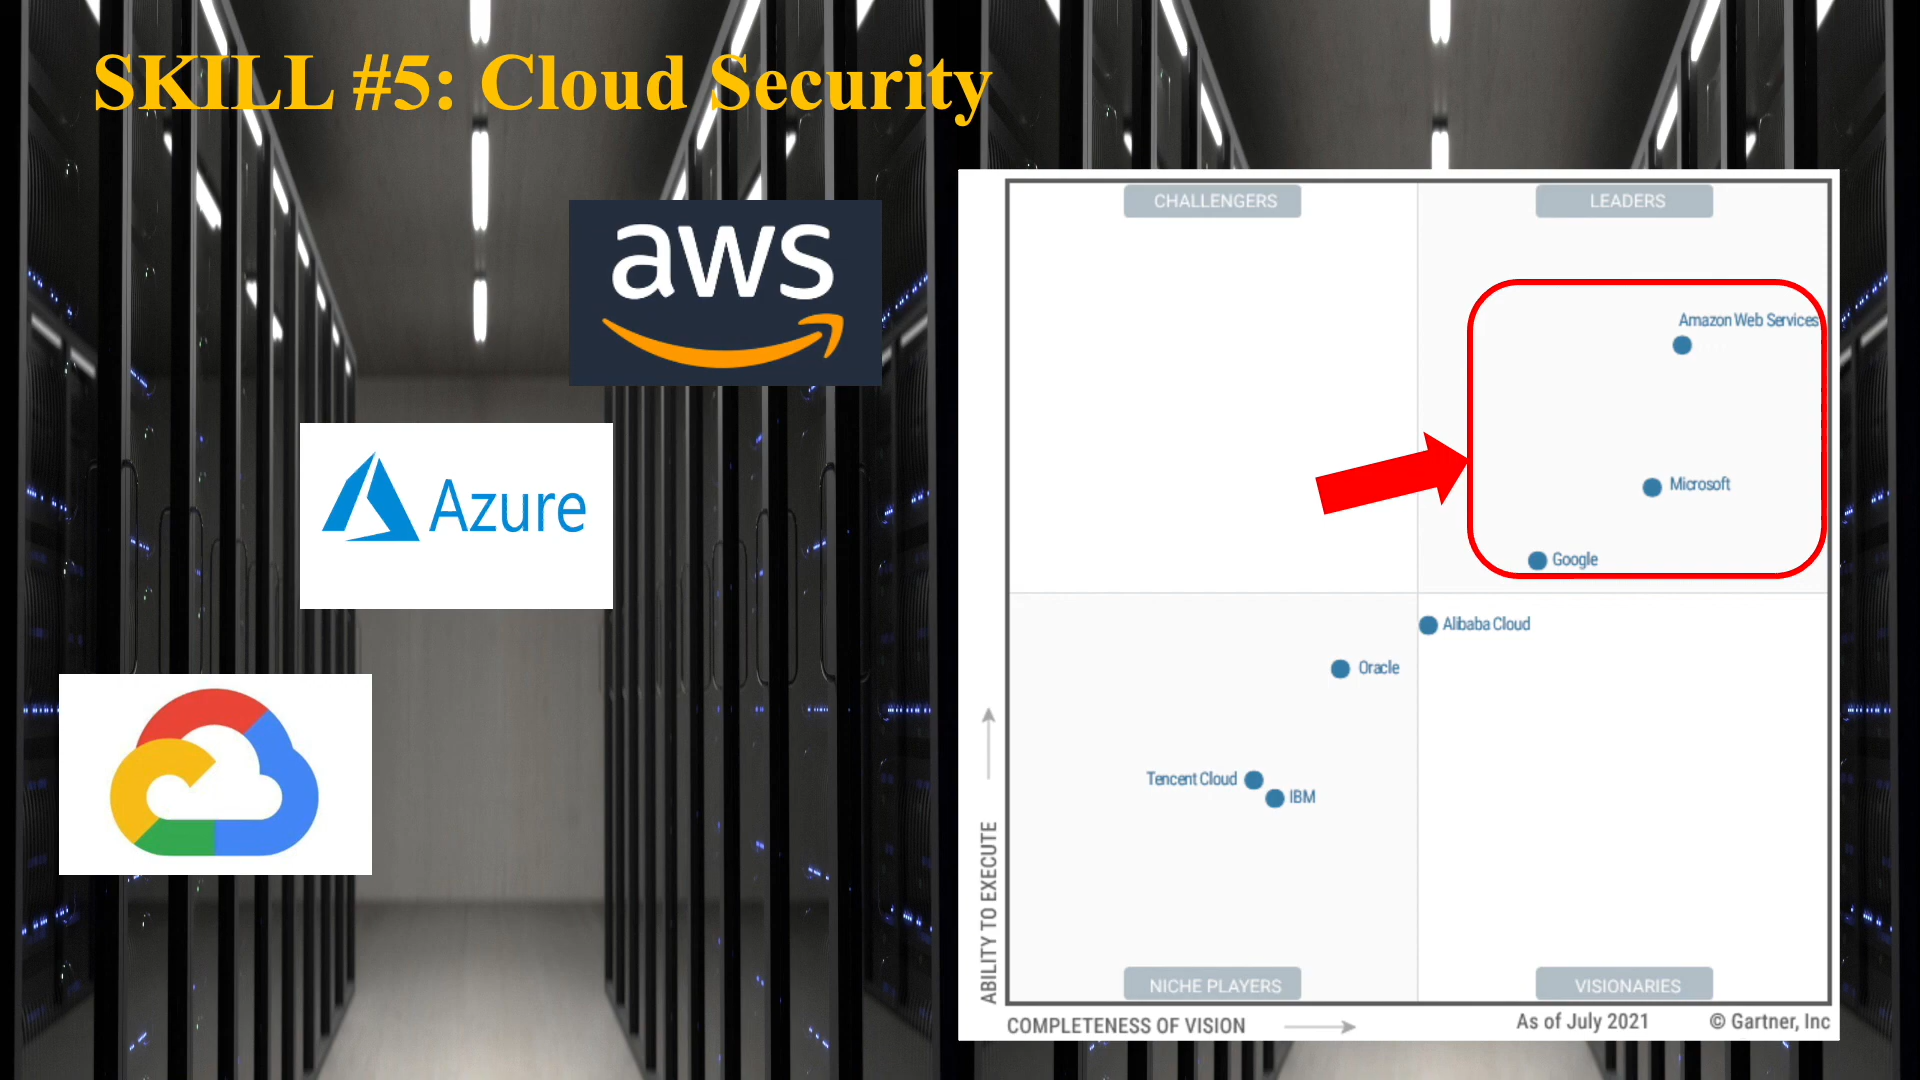 SKILL #5: Cloud Security
aws
Azure
CHALLENGERS
LEADERS
Amazon Web Services
Microsoft
Google
Alibaba Cloud
Oracle
Tencent Cloud
IBM
ABILITY TO EXECUTE
NICHE PLAYERS
VISIONARIES
COMPLETENESS OF VISION
As of July 2021
© Gartner, Inc